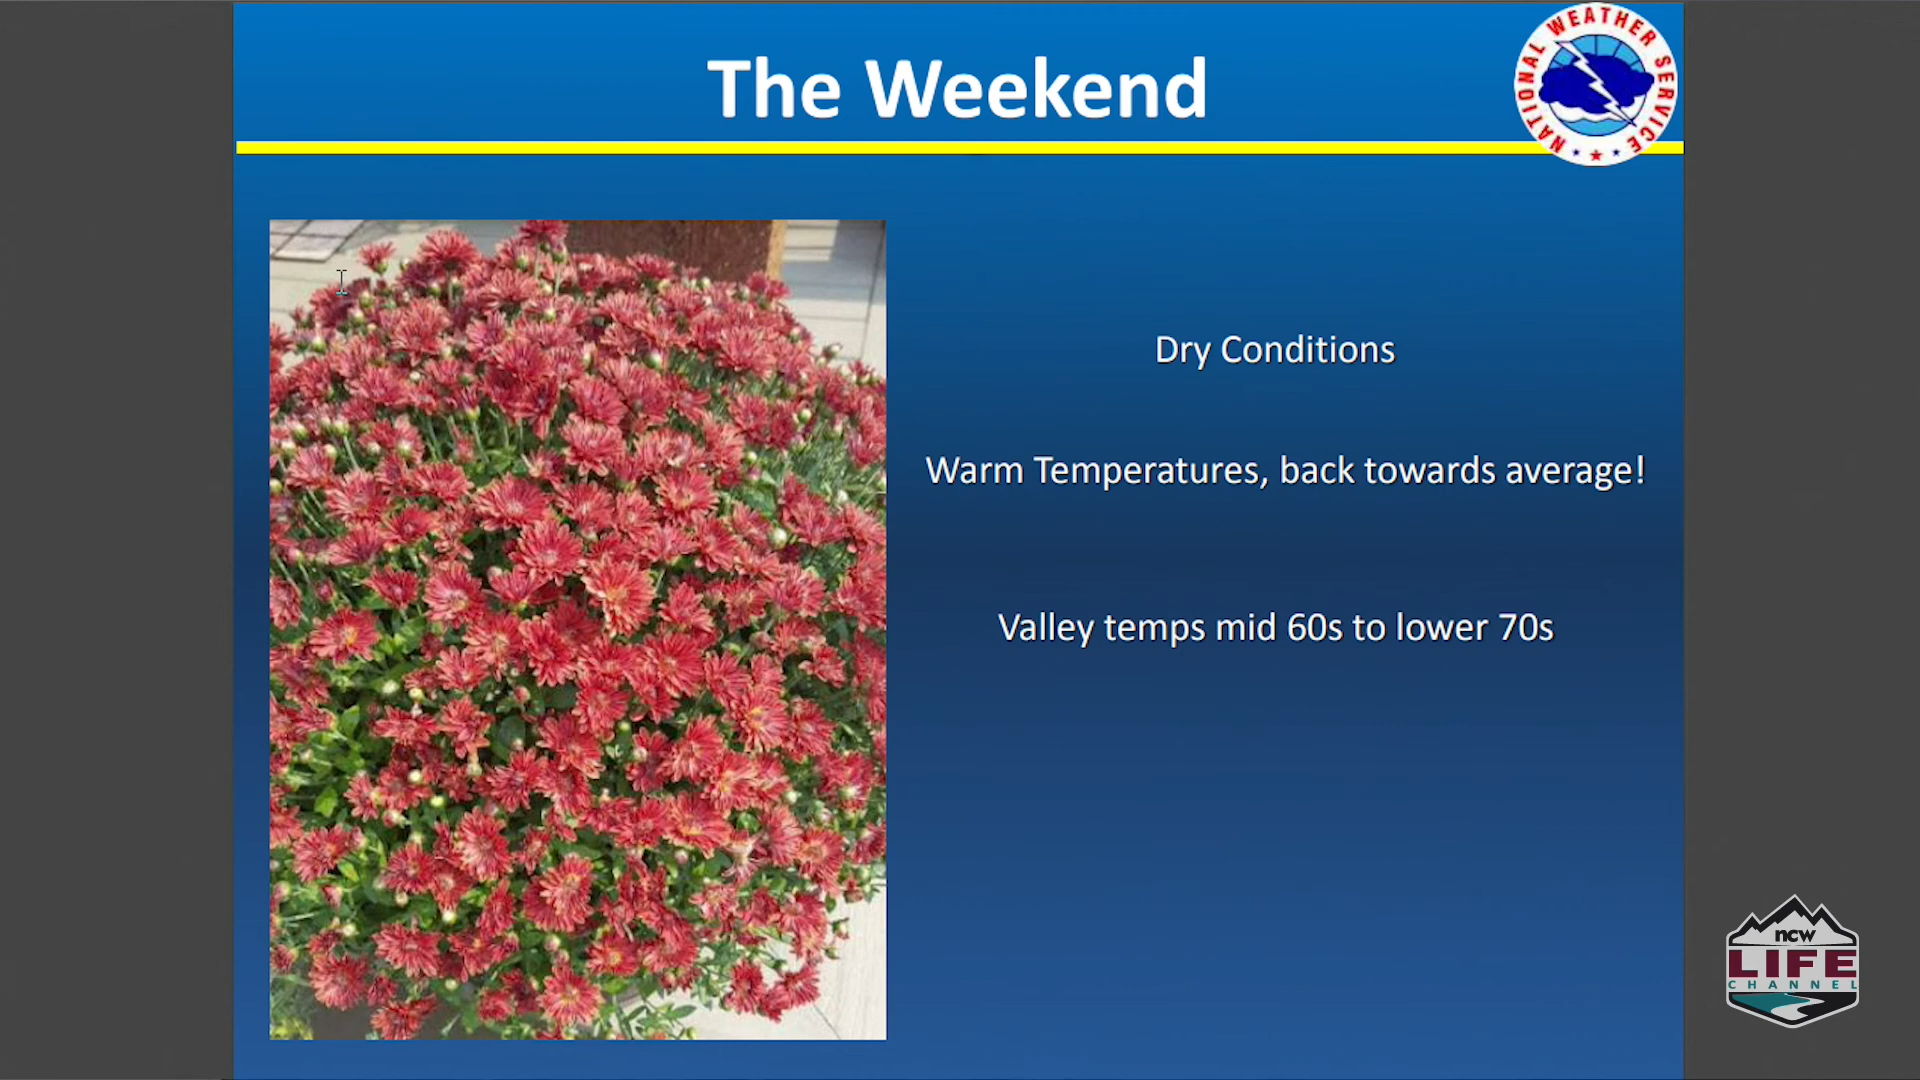 The Weekend
NATIONAL WEATHER SERVICE
Dry Conditions
Warm Temperatures, back towards average!
Valley temps mid 60s to lower 70s
ncw
LIFE
CHANNEL